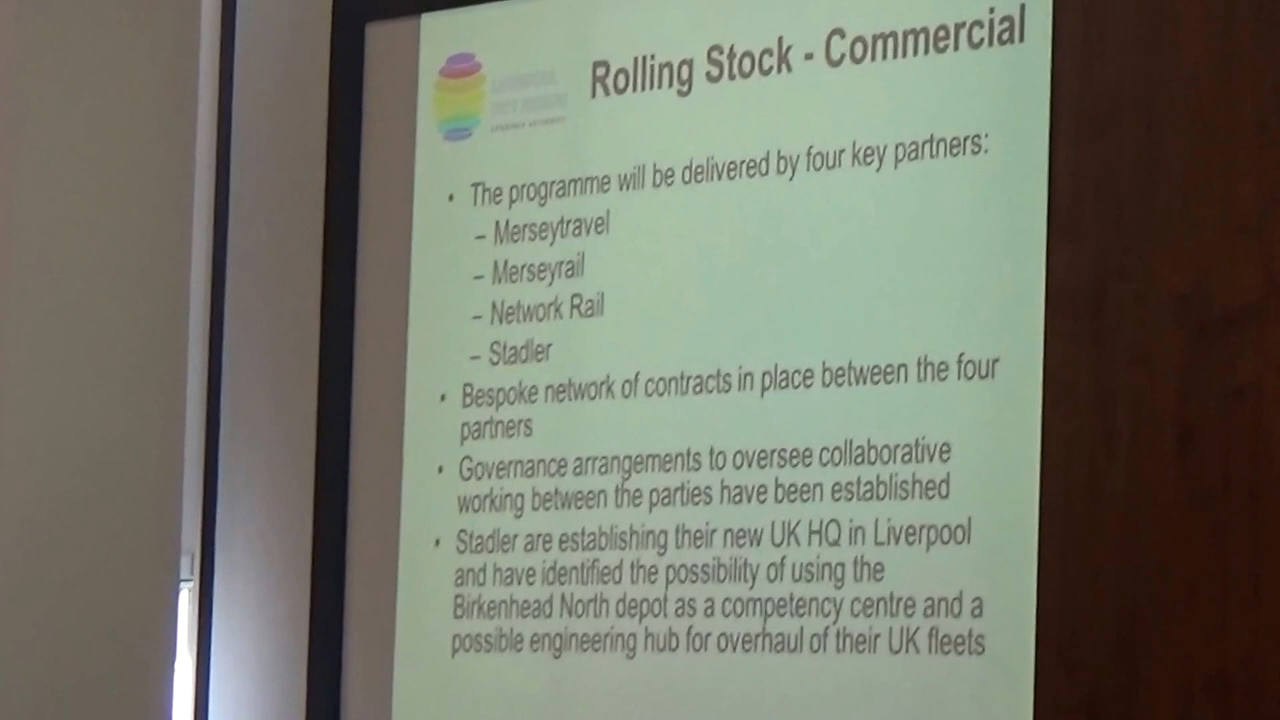 Rolling Stock - Commercial
• The programme will be delivered by four key partners:
– Merseytravel
– Merseyrail
– Network Rail
– Stadler
• Bespoke network of contracts in place between the four
partners
• Governance arrangements to oversee collaborative
working between the parties have been established
• Stadler are establishing their new UK HQ in Liverpool
and have identified the possibility of using the
Birkenhead North depot as a competency centre and a
possible engineering hub for overhaul of their UK fleets